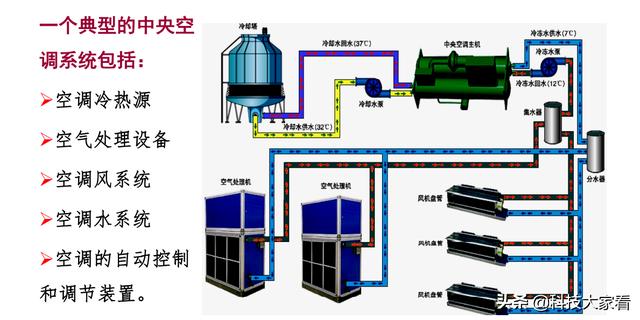 一个典型的中央空
调系统包括：
空调冷热源
空气处理设备
空调风系统
空调水系统
空调的自动控制
和调节装置。
冷却塔
冷却水回水(37℃)
中央空调主机
冷冻水供水(7℃)
冷冻水泵
冷冻水回水(12℃)
冷却水泵
冷却水供水(32℃)
集水器
分水器
空气处理机
空气处理机
风机盘管
风机盘管
风机盘管
头条 @科技大家看